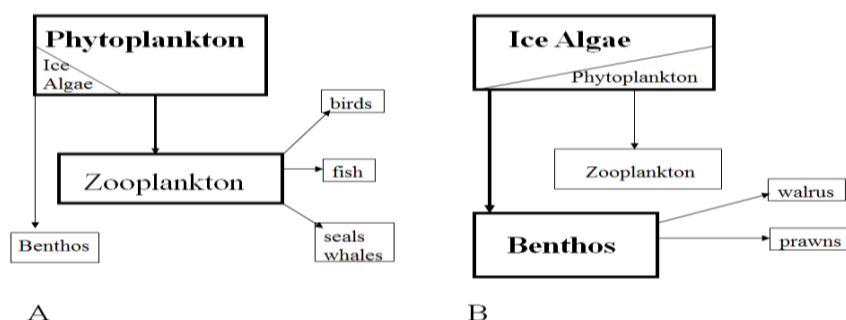 Phytoplankton
Ice
Algae
birds
Zooplankton
fish
Benthos
seals
whales
A
Ice Algae
Phytoplankton
Zooplankton
walrus
Benthos
prawns
B